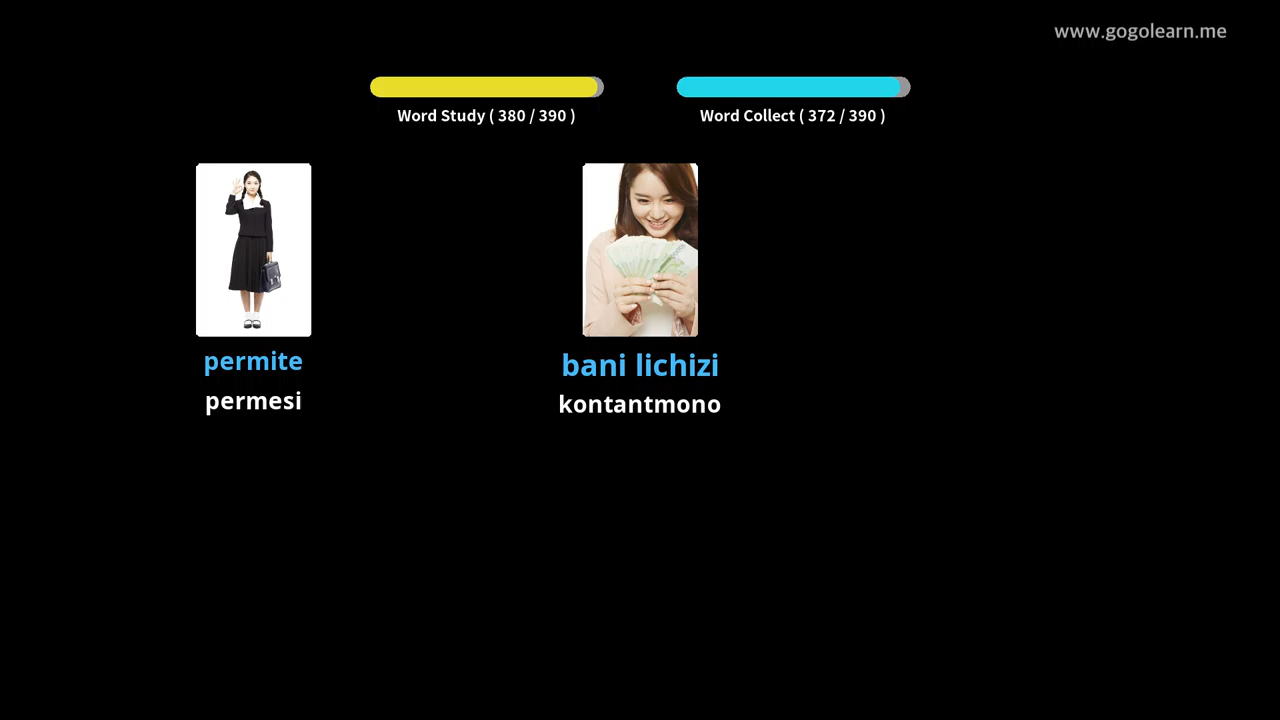 www.gogolearn.me
Word Study ( 380 / 390 )
Word Collect ( 372 / 390 )
permite
permesi
bani lichizi
kontantmono